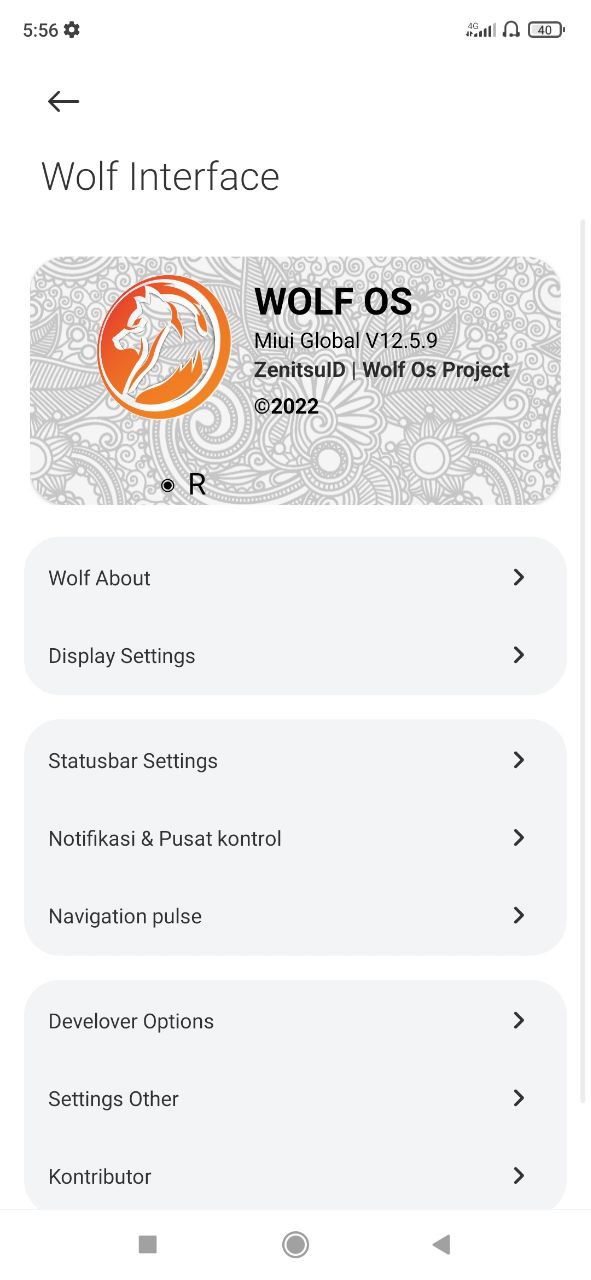 5:56
4G
40
Wolf Interface
WOLF OS
Miui Global V12.5.9
ZenitsuID | Wolf Os Project
©2022
R
Wolf About
Display Settings
Statusbar Settings
Notifikasi & Pusat kontrol
Navigation pulse
Develover Options
Settings Other
Kontributor